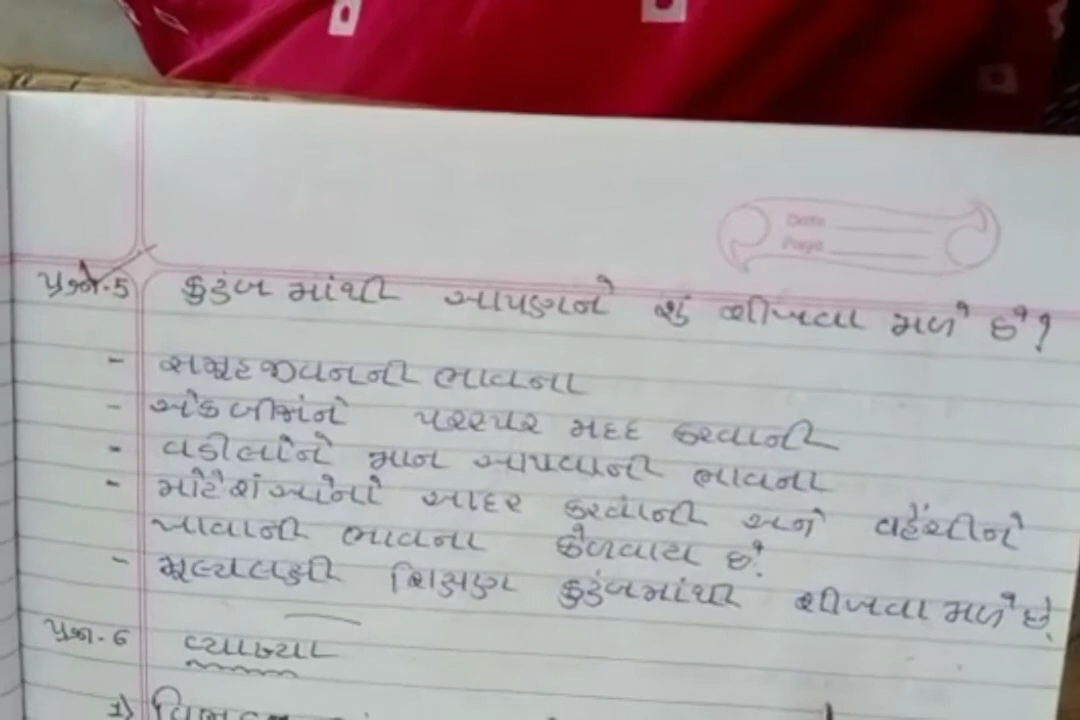 Date
Page
પ્રશ્ન-5 કુટુંબ માંથી આપણને શું શીખવા મળે છે?
- સમૂહજીવનની ભાવના
- એકબીજાંને પરસ્પર મદદ કરવાની
- વડીલોને માન આપવાની ભાવના
- મોટેરાંઓનો આદર કરવાની અને વહેંચીને
ખાવાની ભાવના કેળવાય છે.
- મૂલ્યલક્ષી શિક્ષણ કુટુંબમાંથી શીખવા મળે છે.
પ્રશ્ન-6 વ્યાખ્યા
1)